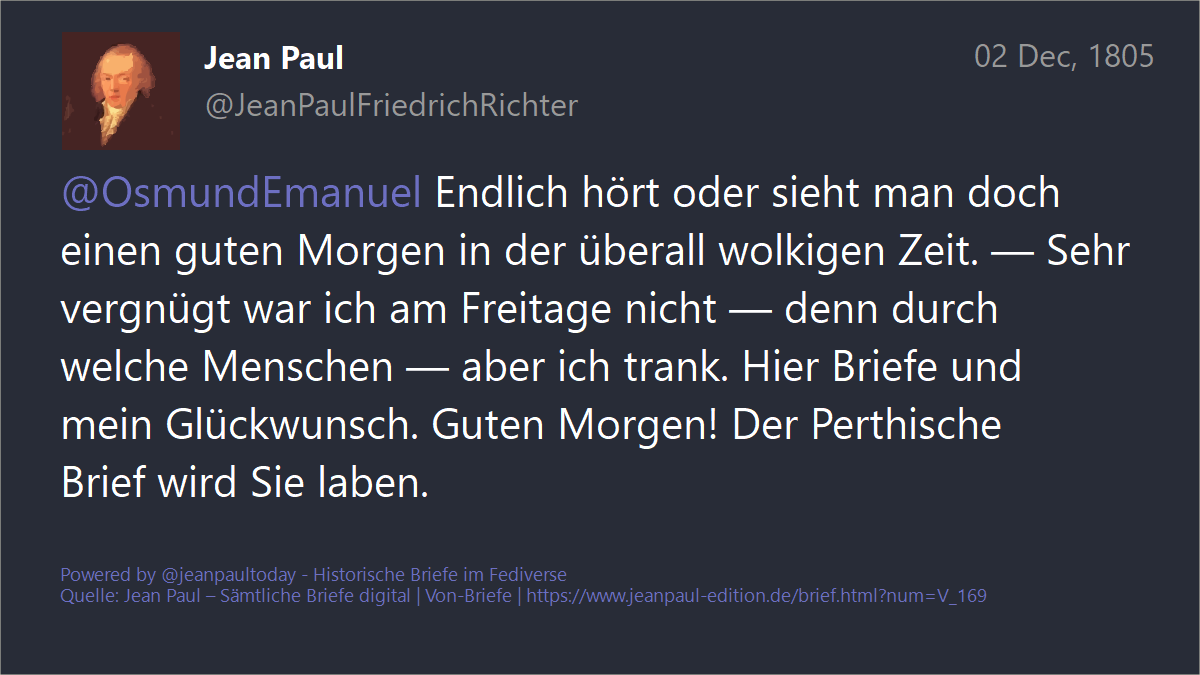 Jean Paul
02 Dec, 1805
@JeanPaulFriedrichRichter
@OsmundEmanuel Endlich hört oder sieht man doch
einen guten Morgen in der überall wolkigen Zeit. — Sehr
vergnügt war ich am Freitage nicht — denn durch
welche Menschen — aber ich trank. Hier Briefe und
mein Glückwunsch. Guten Morgen! Der Perthische
Brief wird Sie laben.
Powered by @jeanpaultoday - Historische Briefe im Fediverse
Quelle: Jean Paul – Sämtliche Briefe digital | Von-Briefe | https://www.jeanpaul-edition.de/brief.html?num=V_169